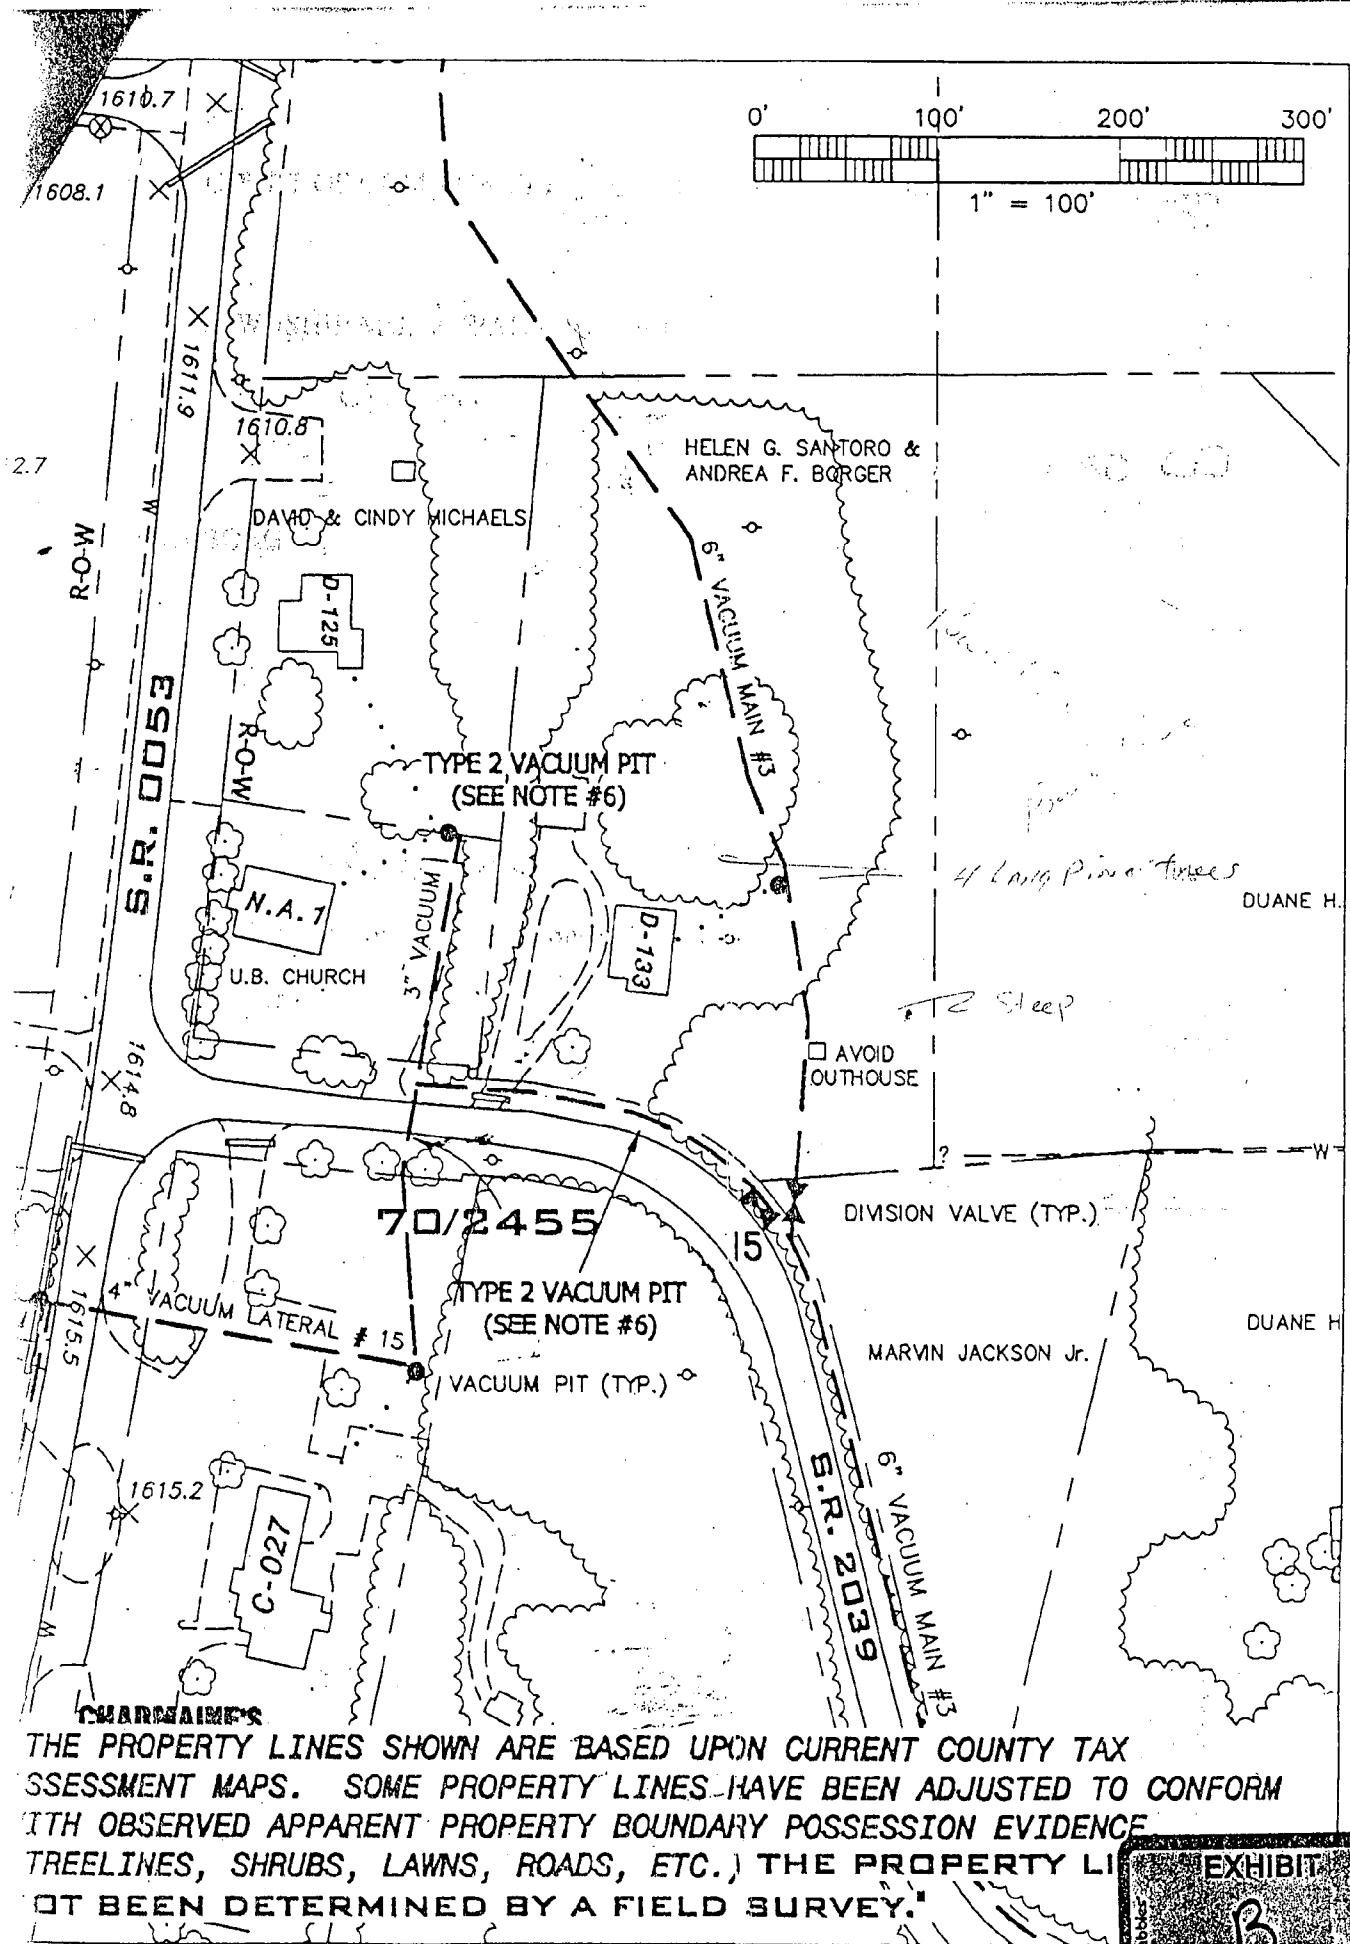 1610.7
1608.1
0' 100' 200' 300'
1" = 100'
1611.9
1610.8
2.7
HELEN G. SANTORO &
ANDREA F. BORGER
DAVID & CINDY MICHAELS
W
R-O-W
D-125
6" VACUUM MAIN #3
S.R. 0053
R-O-W
TYPE 2 VACUUM PIT
(SEE NOTE #6)
4 Long Pine Trees
DUANE H.
N.A.1
3" VACUUM
D-133
U.B. CHURCH
Steep
AVOID
OUTHOUSE
1614.8
?
W
70/2455
DIVISION VALVE (TYP.)
15
TYPE 2 VACUUM PIT
(SEE NOTE #6)
4" VACUUM LATERAL # 15
1615.5
DUANE H
MARVIN JACKSON Jr.
VACUUM PIT (TYP.)
S.R. 2039
6" VACUUM MAIN #3
1615.2
C-027
W
CHARMAINE'S
THE PROPERTY LINES SHOWN ARE BASED UPON CURRENT COUNTY TAX
SSESSMENT MAPS. SOME PROPERTY LINES HAVE BEEN ADJUSTED TO CONFORM
ITH OBSERVED APPARENT PROPERTY BOUNDARY POSSESSION EVIDENCE
TREELINES, SHRUBS, LAWNS, ROADS, ETC.) THE PROPERTY LI
OT BEEN DETERMINED BY A FIELD SURVEY."
EXHIBIT
B